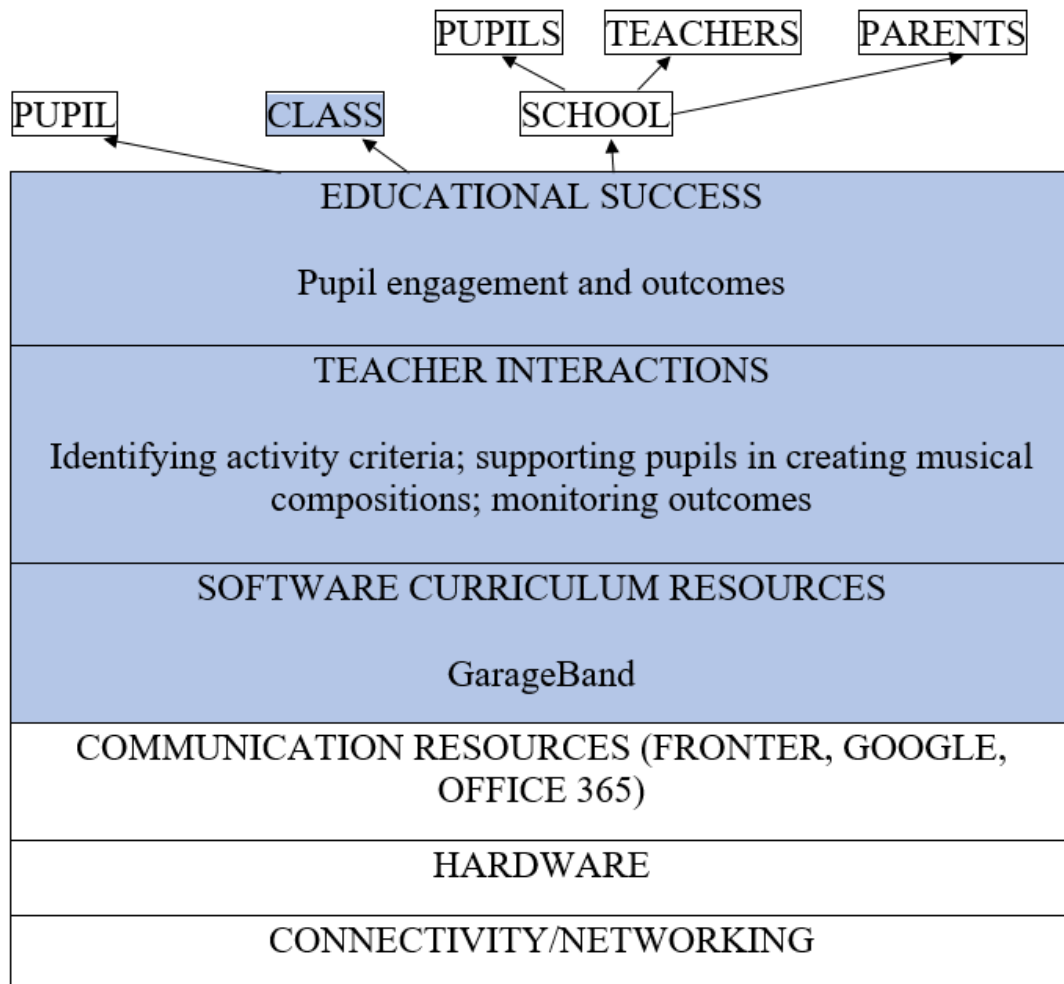 PUPILS TEACHERS PARENTS
PUPIL CLASS SCHOOL
EDUCATIONAL SUCCESS
Pupil engagement and outcomes
TEACHER INTERACTIONS
Identifying activity criteria; supporting pupils in creating musical
compositions; monitoring outcomes
SOFTWARE CURRICULUM RESOURCES
GarageBand
COMMUNICATION RESOURCES (FRONTER, GOOGLE,
OFFICE 365)
HARDWARE
CONNECTIVITY/NETWORKING